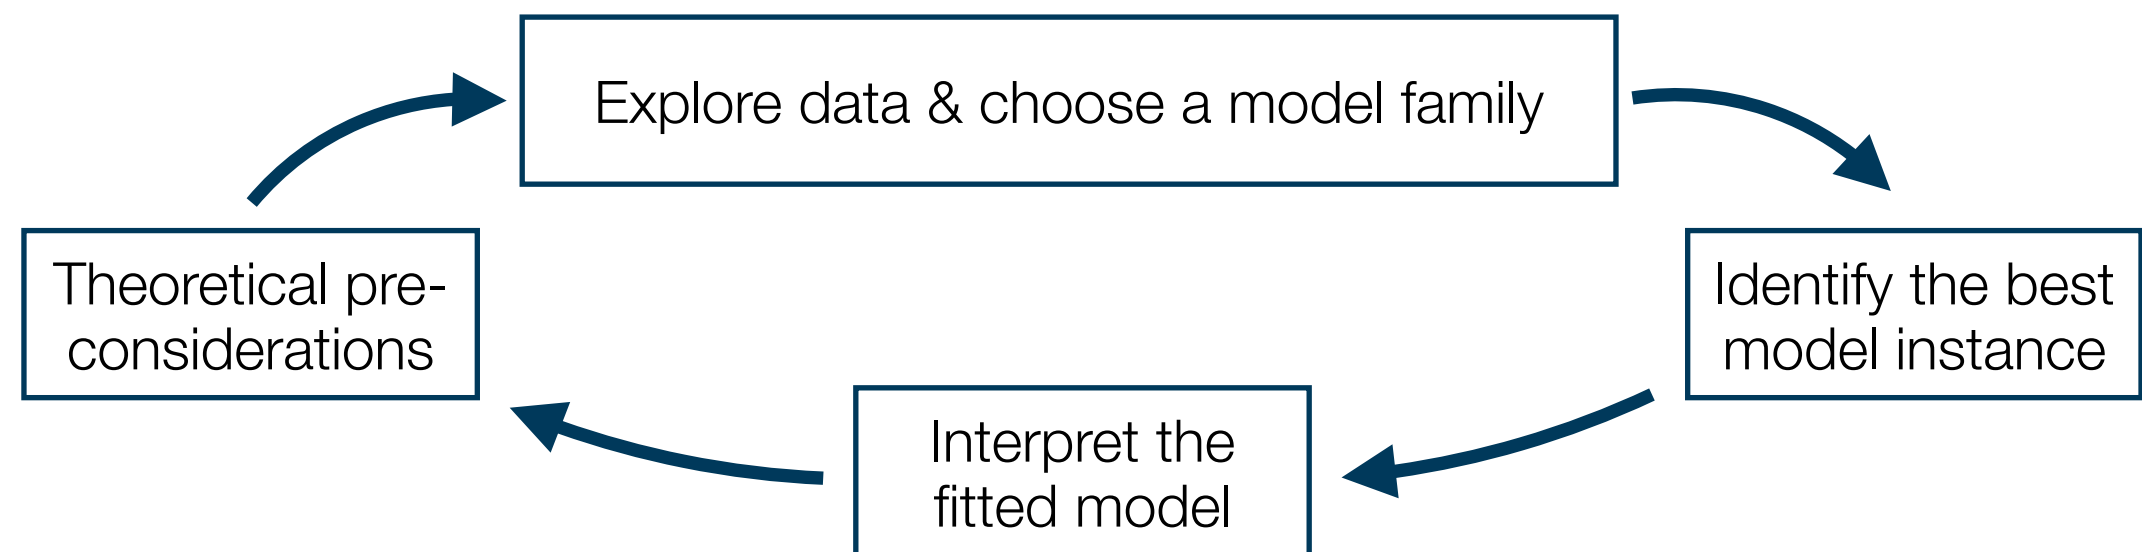 Explore data & choose a model family
Theoretical pre-
considerations
Identify the best
model instance
Interpret the
fitted model